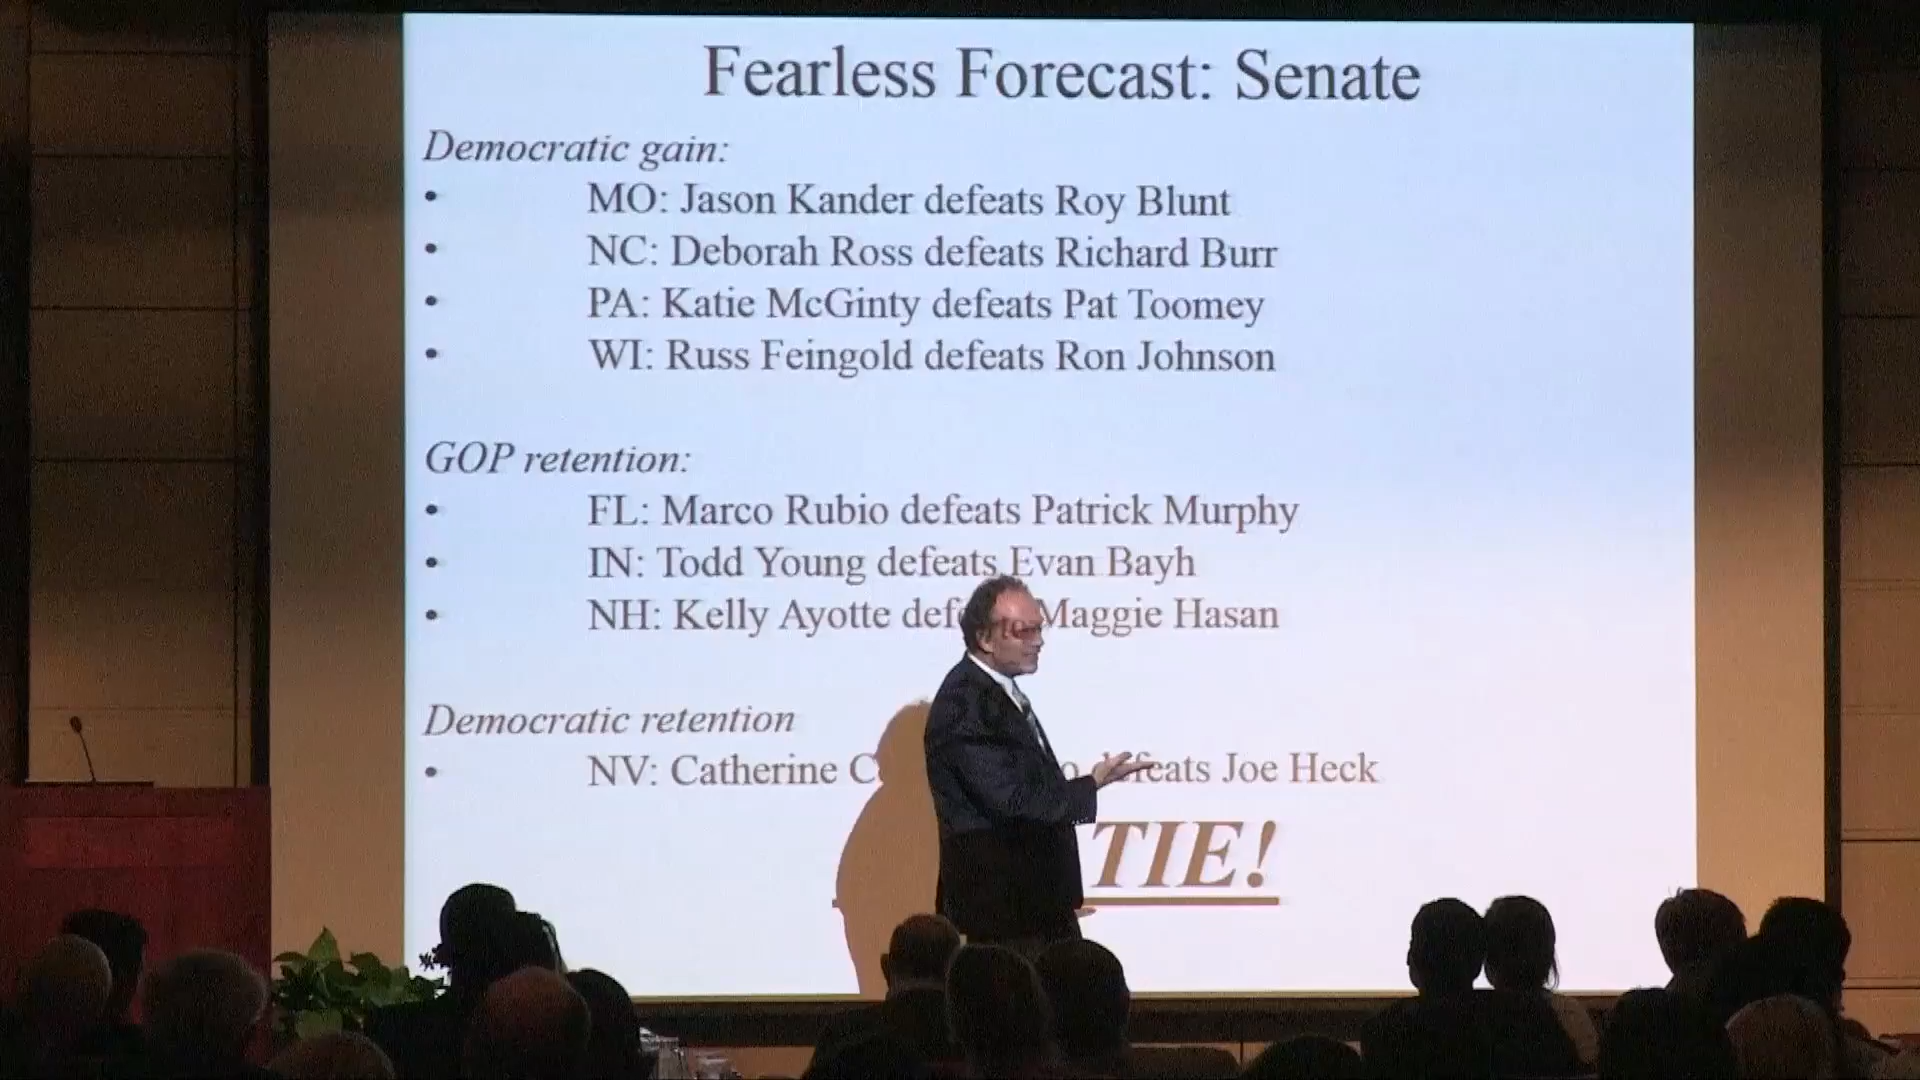 Fearless Forecast: Senate
Democratic gain:
• MO: Jason Kander defeats Roy Blunt
• NC: Deborah Ross defeats Richard Burr
• PA: Katie McGinty defeats Pat Toomey
• WI: Russ Feingold defeats Ron Johnson
GOP retention:
• FL: Marco Rubio defeats Patrick Murphy
• IN: Todd Young defeats Evan Bayh
• NH: Kelly Ayotte Maggie Hasan
Democratic retention
• NV: Catherine defeats Joe Heck
TIE!